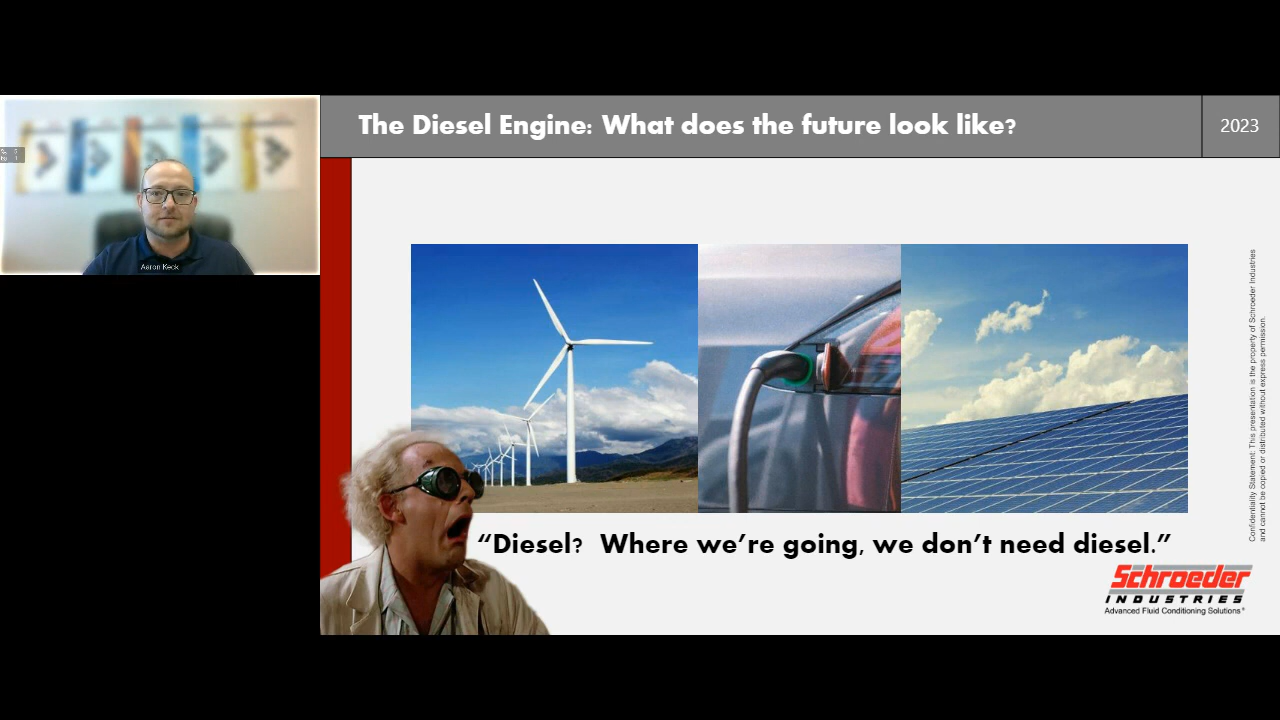 The Diesel Engine: What does the future look like?
2023
Aaron Keck
“Diesel?  Where we’re going, we don’t need diesel.”
Confidentiality Statement: This presentation is the property of Schroeder Industries
and cannot be copied or distributed without express permission.
Schroeder
INDUSTRIES
Advanced Fluid Conditioning Solutions®